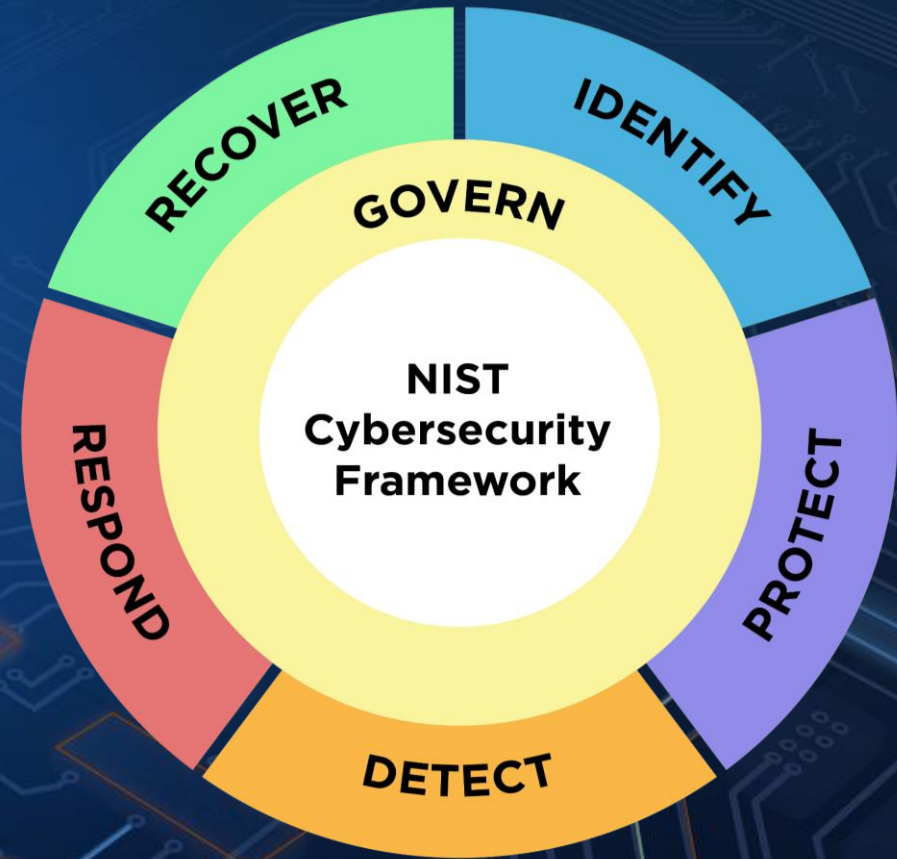 RECOVER
IDENTIFY
GOVERN
NIST
Cybersecurity
Framework
RESPOND
PROTECT
DETECT